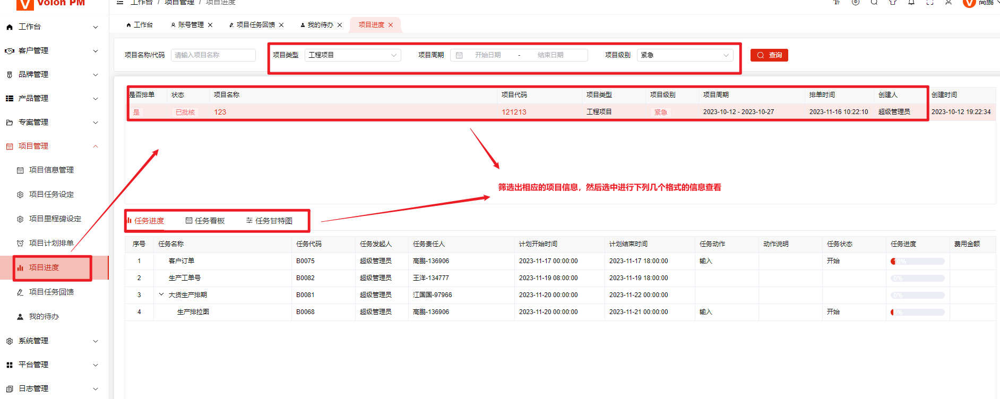 Volon PM
工作台 / 项目管理 / 项目进度
高鹏
工作台 账号管理 项目任务回馈 我的待办 项目进度
工作台
客户管理
品牌管理
产品管理
专案管理
项目管理
项目信息管理
项目任务设定
项目里程碑设定
项目计划排单
项目进度
项目任务回馈
我的待办
系统管理
平台管理
日志管理
项目名称/代码 请输入项目名称 项目类型 工程项目 项目周期 开始日期 - 结束日期 项目级别 紧急 查询
是否排单 状态 项目名称 项目代码 项目类型 项目级别 项目周期 排单时间 创建人 创建时间
是 已批核 123 121213 工程项目 紧急 2023-10-12 - 2023-10-27 2023-11-16 10:22:10 超级管理员 2023-10-12 19:22:34
筛选出相应的项目信息，然后选中进行下列几个格式的信息查看
任务进度 任务看板 任务甘特图
序号 任务名称 任务代码 任务发起人 任务责任人 计划开始时间 计划结束时间 任务动作 动作说明 任务状态 任务进度 费用金额
1 客户订单 B0075 超级管理员 高鹏-136906 2023-11-17 00:00:00 2023-11-17 18:00:00 输入 开始
2 生产工单号 B0082 超级管理员 王洋-134777 2023-11-19 08:00:00 2023-11-19 18:00:00 0%
3 大货生产排期 B0081 超级管理员 江国国-97966 2023-11-20 00:00:00 2023-11-22 00:00:00 0%
4 生产排拉图 B0068 超级管理员 高鹏-136906 2023-11-20 00:00:00 2023-11-21 00:00:00 输入 开始